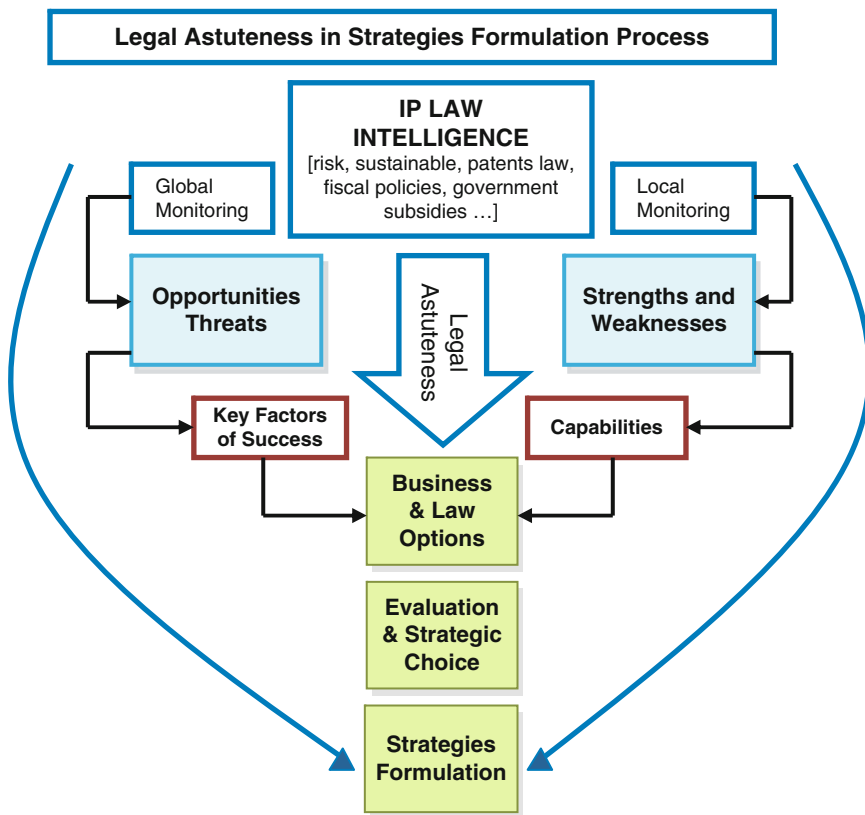 Legal Astuteness in Strategies Formulation Process
IP LAW
INTELLIGENCE
[risk, sustainable, patents law,
fiscal policies, government
subsidies ...]
Global
Monitoring
Local
Monitoring
Opportunities
Threats
Legal
Astuteness
Strengths and
Weaknesses
Key Factors
of Success
Capabilities
Business
& Law
Options
Evaluation
& Strategic
Choice
Strategies
Formulation